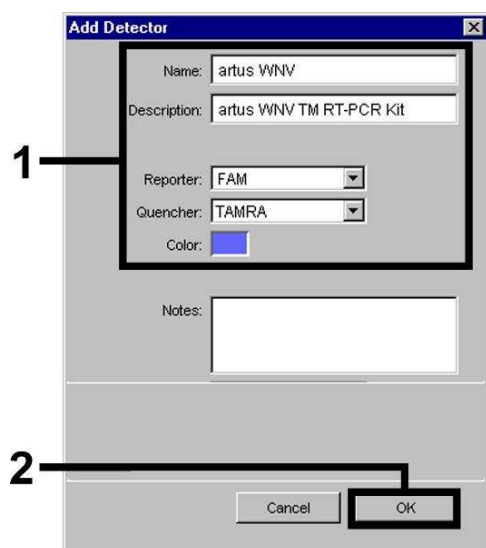 Add Detector
1
Name: artus WNV
Description: artus WNV TM RT-PCR Kit
Reporter: FAM
Quencher: TAMRA
Color:
Notes:
2
Cancel OK